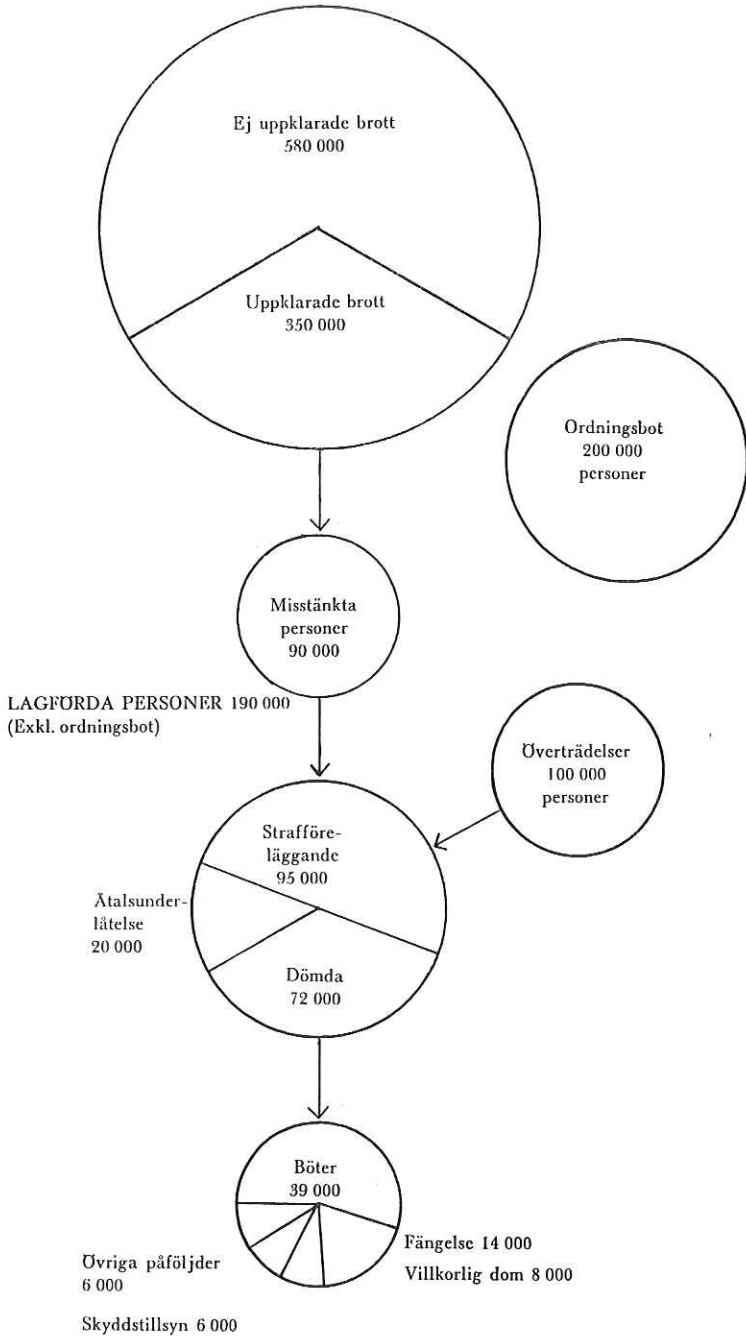 Ej uppklarade brott
580 000
Uppklarade brott
350 000
Ordningsbot
200 000
personer
Misstänkta
personer
90 000
LAGFÖRDA PERSONER 190 000
(Exkl. ordningsbot)
Överträdelser
100 000
personer
Strafföre-
läggande
95 000
Åtalsunder-
låtelse
20 000
Dömda
72 000
Böter
39 000
Fängelse 14 000
Villkorlig dom 8 000
Övriga påföljder
6 000
Skyddstillsyn 6 000